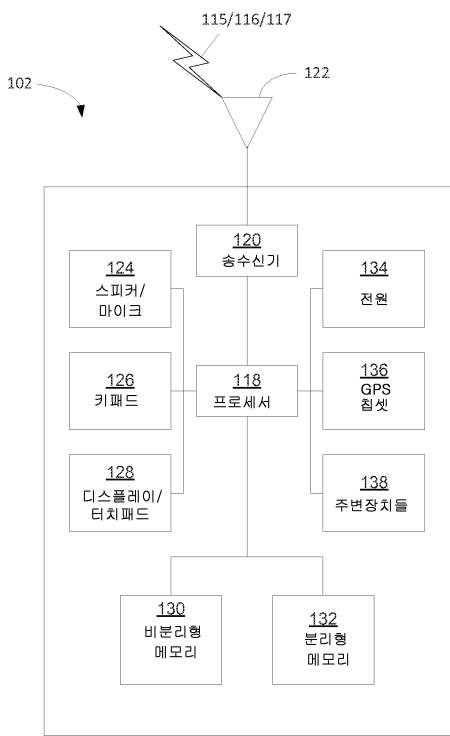 115/116/117
122
102
120
송수신기
124
스피커/
마이크
134
전원
126
키패드
118
프로세서
136
GPS
칩셋
128
디스플레이/
터치패드
138
주변장치들
130
비분리형
메모리
132
분리형
메모리